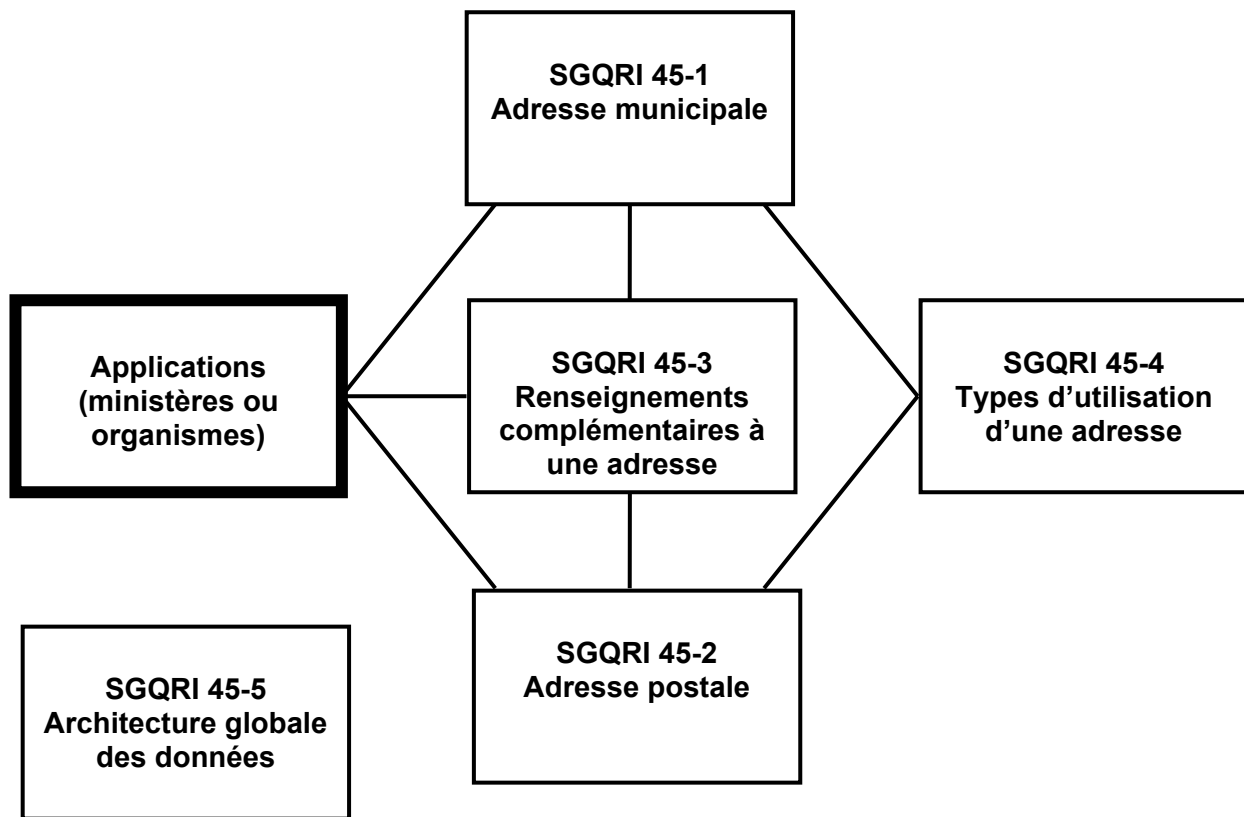 SGQRI 45-1
Adresse municipale
Applications
(ministères ou
organismes)
SGQRI 45-3
Renseignements
complémentaires à
une adresse
SGQRI 45-4
Types d’utilisation
d’une adresse
SGQRI 45-2
Adresse postale
SGQRI 45-5
Architecture globale
des données